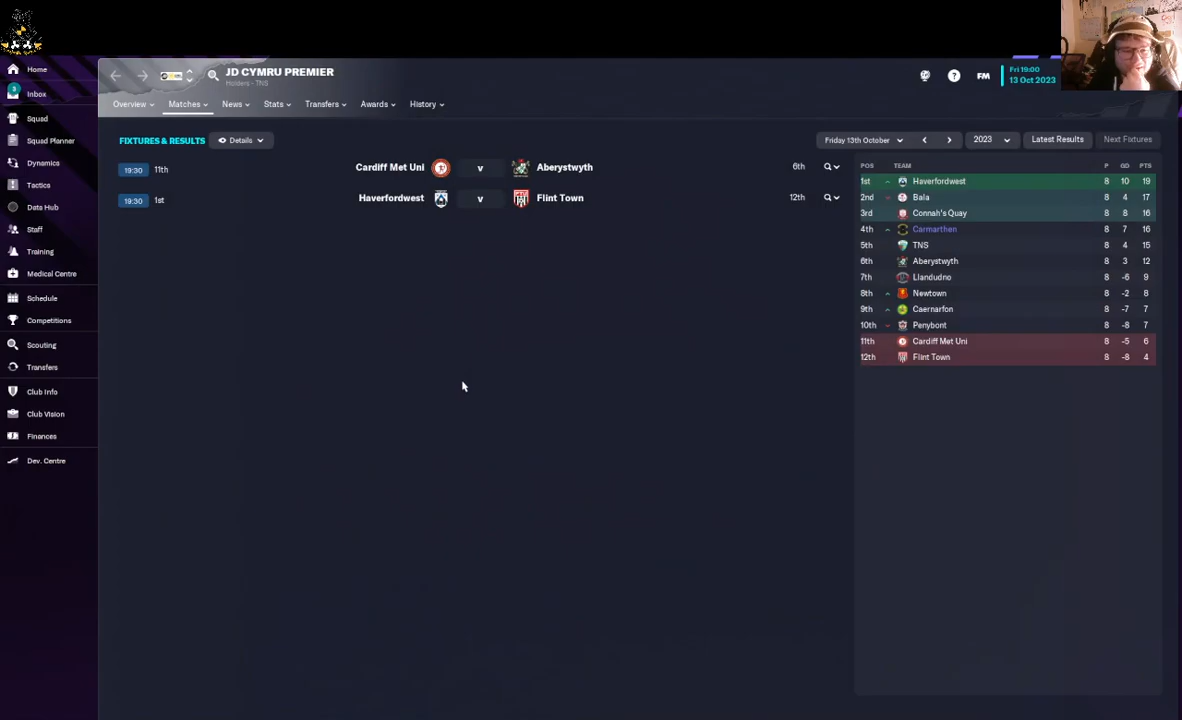 JD CYMRU PREMIER
Holders - TNS
FM
Fri 19:00
13 Oct 2023
Home
3
Inbox
Squad
Squad Planner
Dynamics
Tactics
Data Hub
Staff
Training
Medical Centre
Schedule
Competitions
Scouting
Transfers
Club Info
Club Vision
Finances
Dev. Centre
Overview Matches News Stats Transfers Awards History
FIXTURES & RESULTS Details Friday 13th October 2023 Latest Results Next Fixtures
19:30 11th Cardiff Met Uni v Aberystwyth 6th
19:30 1st Haverfordwest v Flint Town 12th
POS TEAM P GD PTS
1st Haverfordwest 8 10 19
2nd Bala 8 4 17
3rd Connah's Quay 8 8 16
4th Carmarthen 8 7 16
5th TNS 8 4 15
6th Aberystwyth 8 3 12
7th Llandudno 8 -6 9
8th Newtown 8 -2 8
9th Caernarfon 8 -7 7
10th Penybont 8 -8 7
11th Cardiff Met Uni 8 -5 6
12th Flint Town 8 -8 4